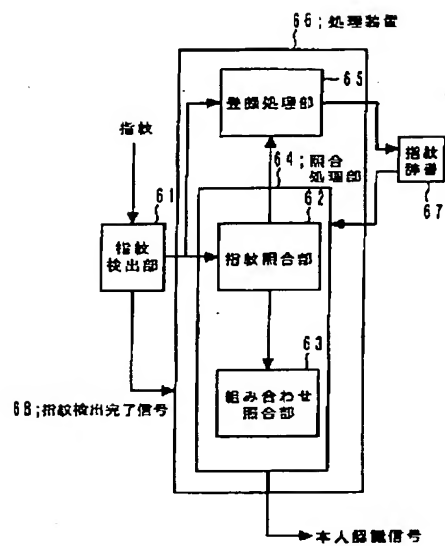 66;処理装置
65
登録処理部
指紋
64;照合
処理部
指紋
辞書
67
61
62
指紋
検出部
指紋照合部
63
組み合わせ
照合部
68;指紋検出完了信号
本人認識信号